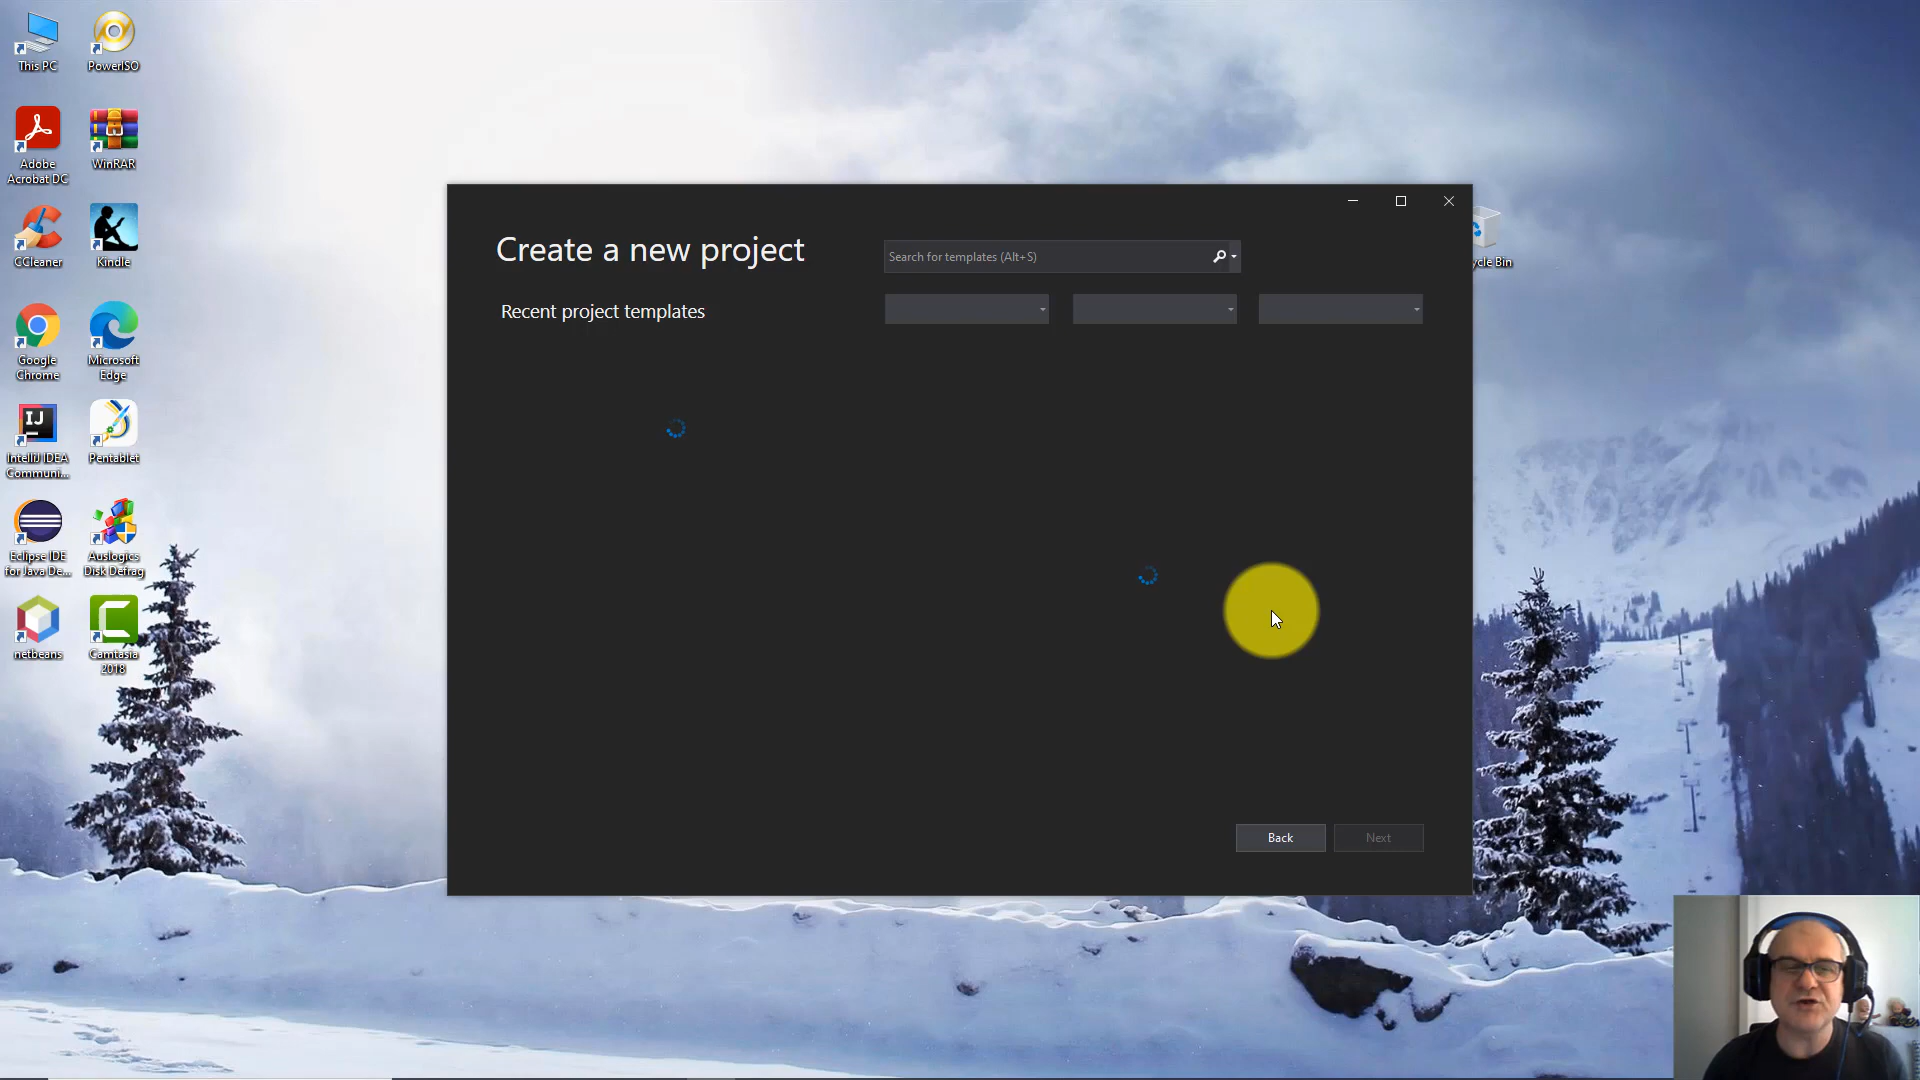 This PC
PowerISO
Adobe
Acrobat DC
WinRAR
CCleaner
Kindle
Google
Chrome
Microsoft
Edge
IJ
IntelliJ IDEA
Communi...
Pentablet
Eclipse IDE
for Java De...
Auslogics
Disk Defrag
netbeans
Camtasia
2018
Create a new project
Search for templates (Alt+S)
Recent project templates
Back
Next
ycle Bin